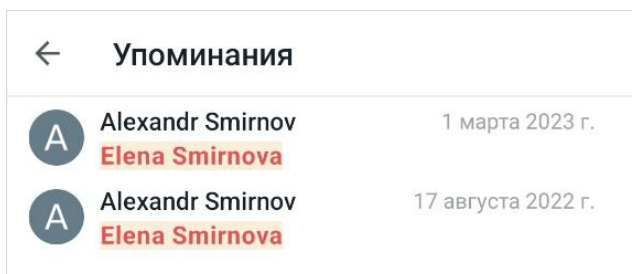 Упоминания
A Alexandr Smirnov 1 марта 2023 г.
Elena Smirnova
A Alexandr Smirnov 17 августа 2022 г.
Elena Smirnova